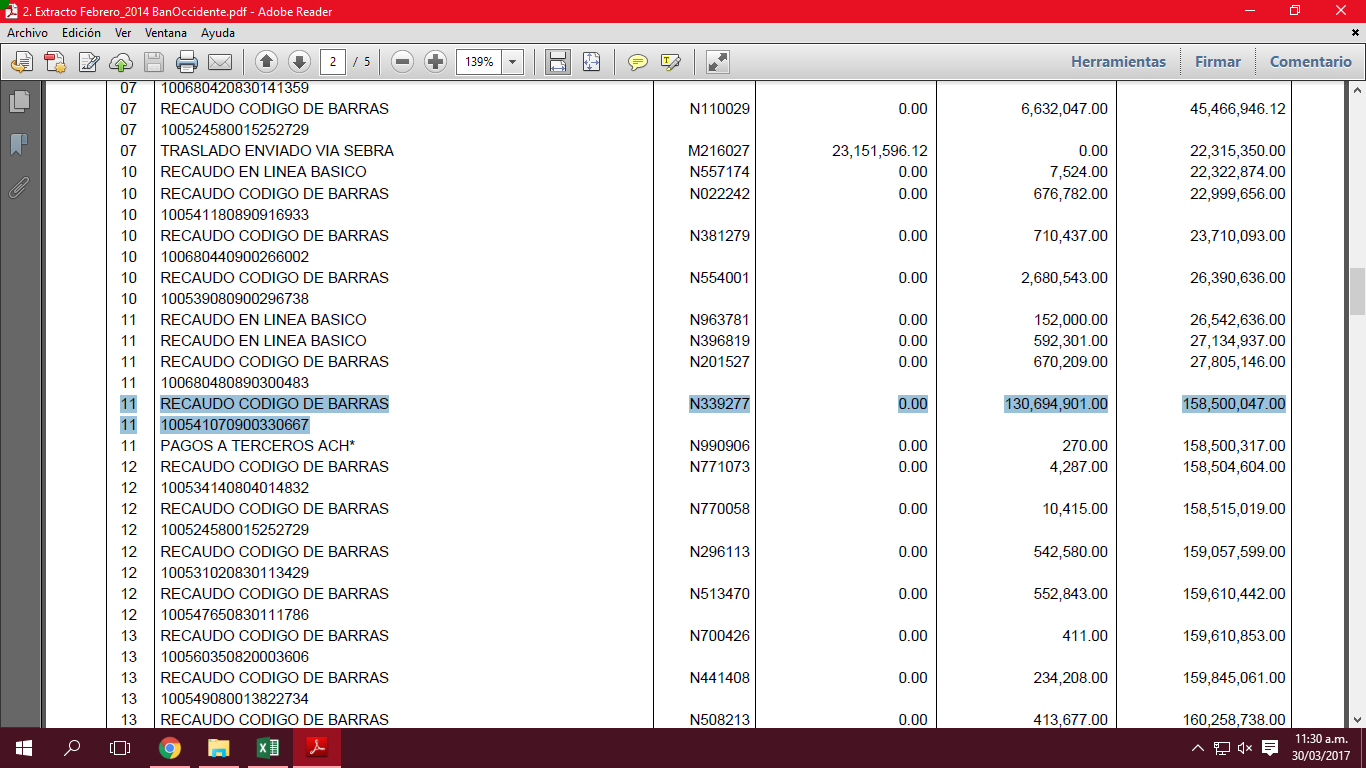 2. Extracto Febrero_2014 BanOccidente.pdf - Adobe Reader
Archivo Edición Ver Ventana Ayuda
2 / 5 139% Herramientas Firmar Comentario
07 100680420830141359
07 RECAUDO CODIGO DE BARRAS N110029 0.00 6,632,047.00 45,466,946.12
07 100524580015252729
07 TRASLADO ENVIADO VIA SEBRA M216027 23,151,596.12 0.00 22,315,350.00
10 RECAUDO EN LINEA BASICO N557174 0.00 7,524.00 22,322,874.00
10 RECAUDO CODIGO DE BARRAS N022242 0.00 676,782.00 22,999,656.00
10 100541180890916933
10 RECAUDO CODIGO DE BARRAS N381279 0.00 710,437.00 23,710,093.00
10 100680440900266002
10 RECAUDO CODIGO DE BARRAS N554001 0.00 2,680,543.00 26,390,636.00
10 100539080900296738
11 RECAUDO EN LINEA BASICO N963781 0.00 152,000.00 26,542,636.00
11 RECAUDO EN LINEA BASICO N396819 0.00 592,301.00 27,134,937.00
11 RECAUDO CODIGO DE BARRAS N201527 0.00 670,209.00 27,805,146.00
11 100680480890300483
11 RECAUDO CODIGO DE BARRAS N339277 0.00 130,694,901.00 158,500,047.00
11 100541070900330667
11 PAGOS A TERCEROS ACH* N990906 0.00 270.00 158,500,317.00
12 RECAUDO CODIGO DE BARRAS N771073 0.00 4,287.00 158,504,604.00
12 100534140804014832
12 RECAUDO CODIGO DE BARRAS N770058 0.00 10,415.00 158,515,019.00
12 100524580015252729
12 RECAUDO CODIGO DE BARRAS N296113 0.00 542,580.00 159,057,599.00
12 100531020830113429
12 RECAUDO CODIGO DE BARRAS N513470 0.00 552,843.00 159,610,442.00
12 100547650830111786
13 RECAUDO CODIGO DE BARRAS N700426 0.00 411.00 159,610,853.00
13 100560350820003606
13 RECAUDO CODIGO DE BARRAS N441408 0.00 234,208.00 159,845,061.00
13 100549080013822734
13 RECAUDO CODIGO DE BARRAS N508213 0.00 413,677.00 160,258,738.00
11:30 a.m.
30/03/2017